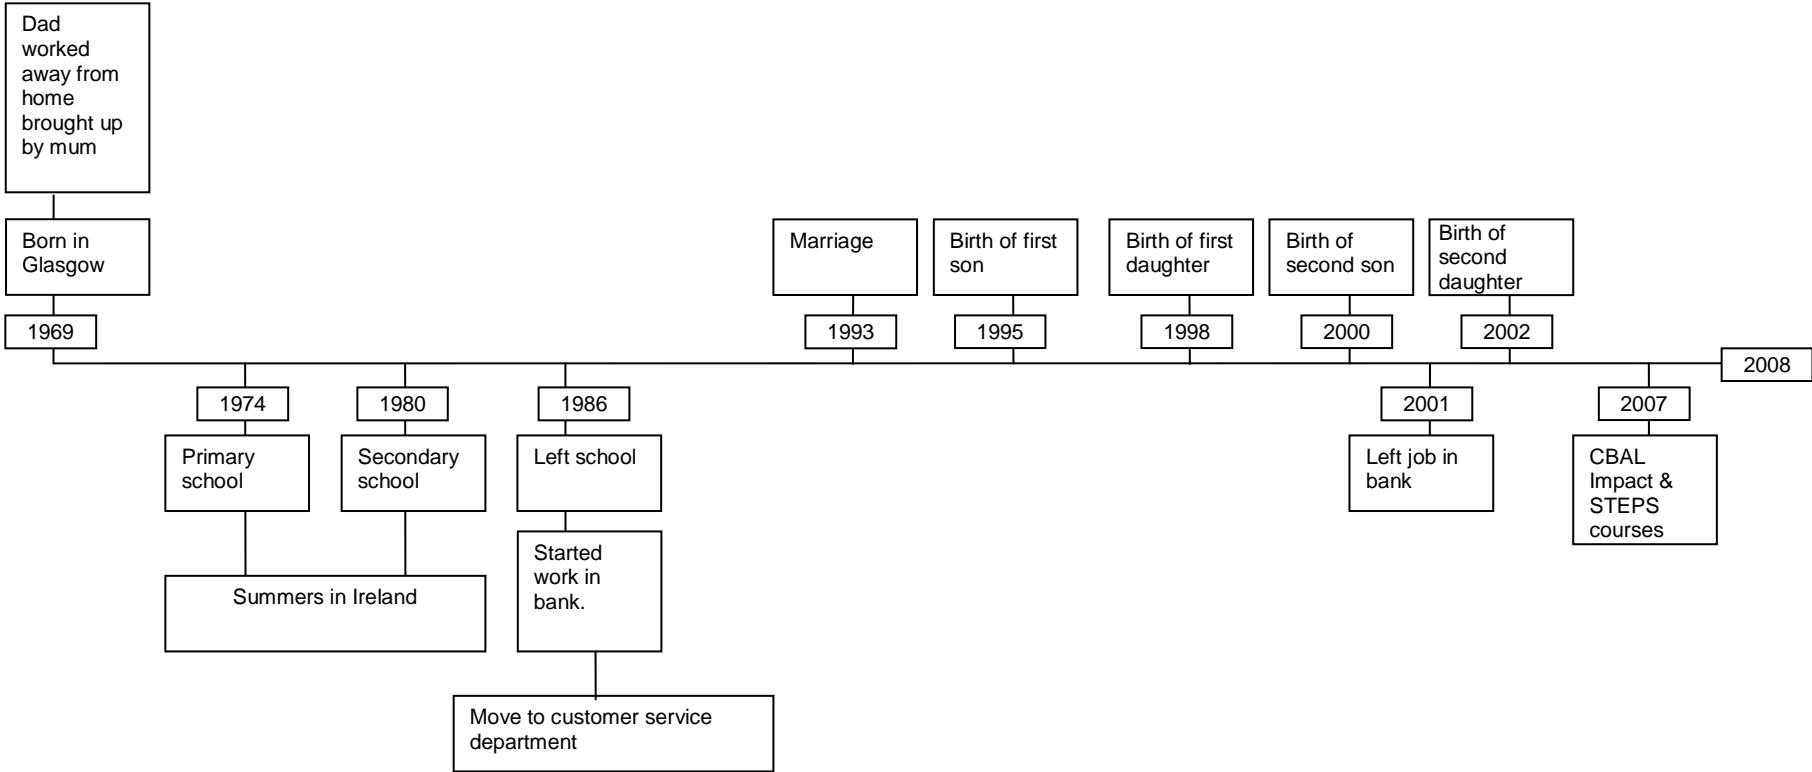 Dad
worked
away from
home
brought up
by mum
Born in
Glasgow
1969
Marriage
1993
Birth of first
son
1995
Birth of first
daughter
1998
Birth of
second son
2000
Birth of
second
daughter
2002
2008
1974
Primary
school
1980
Secondary
school
Summers in Ireland
1986
Left school
Started
work in
bank.
Move to customer service
department
2001
Left job in
bank
2007
CBAL
Impact &
STEPS
courses